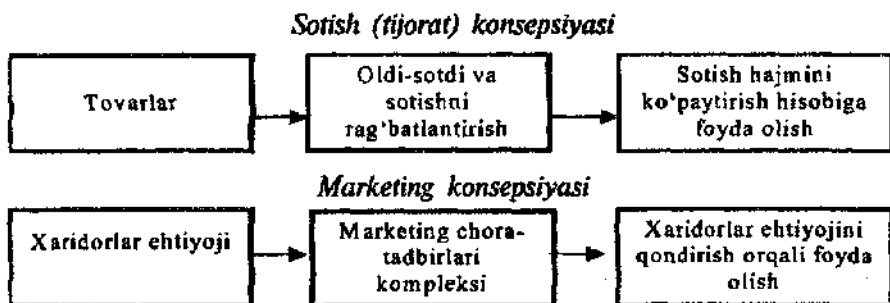 Sotish (tijorat) konsepsiyasi
Tovarlar
Oldi-sotdi va
sotishni
rag‘batlantirish
Sotish hajmini
ko‘paytirish hisobiga
foyda olish
Marketing konsepsiyasi
Xaridorlar ehtiyoji
Marketing chora-
tadbirlari
kompleksi
Xaridorlar ehtiyojini
qondirish orqali foyda
olish